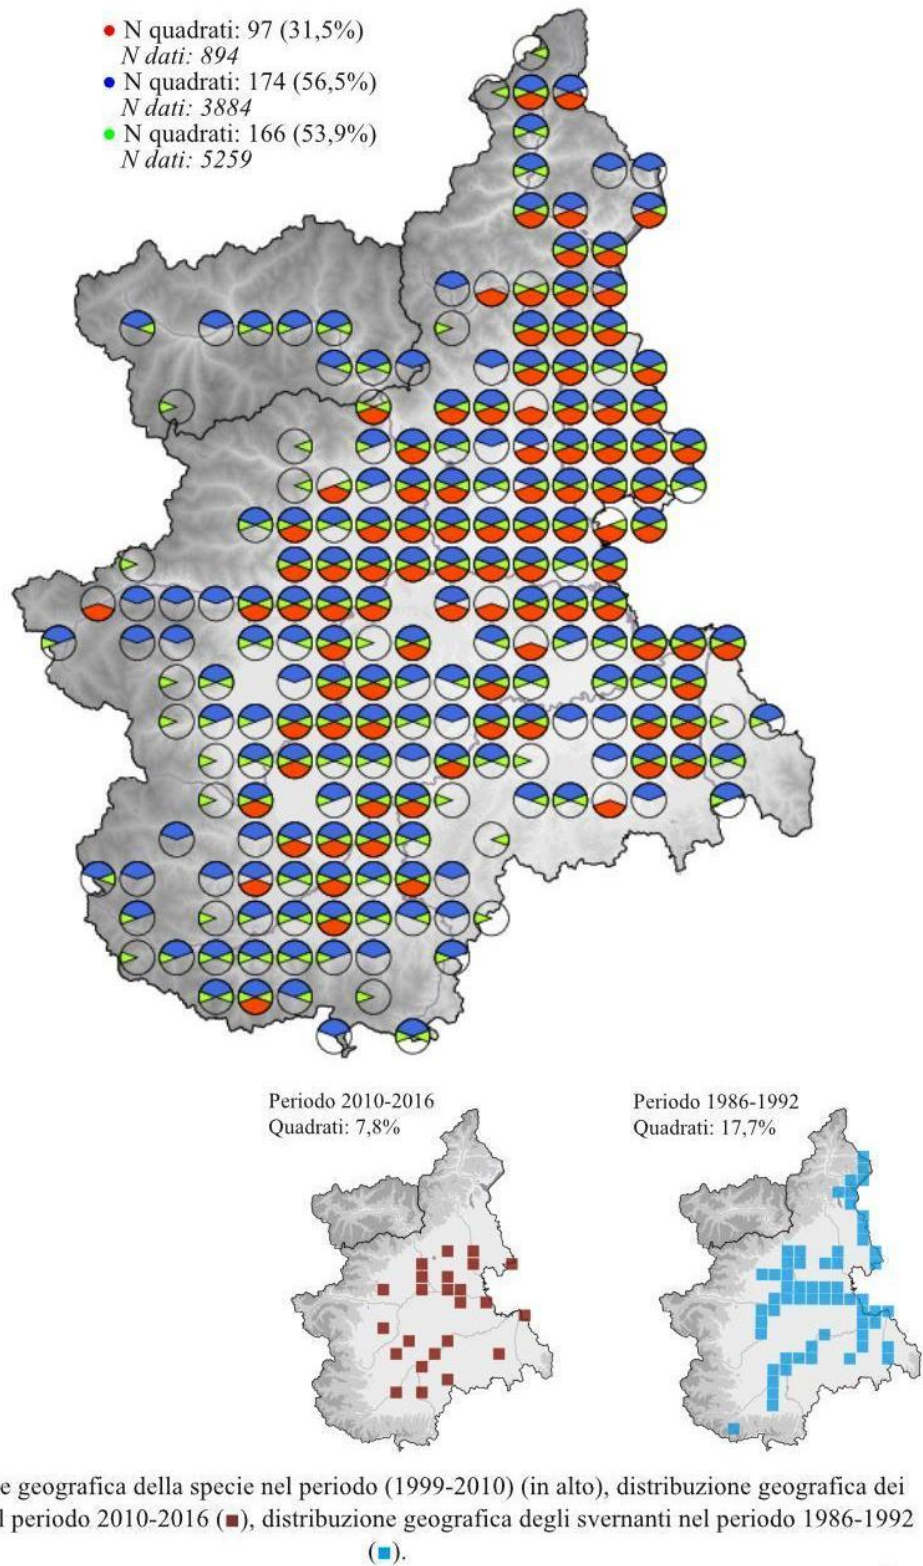 N quadrati: 97 (31,5%)
N dati: 894
N quadrati: 174 (56,5%)
N dati: 3884
N quadrati: 166 (53,9%)
N dati: 5259
Periodo 2010-2016
Quadrati: 7,8%
Periodo 1986-1992
Quadrati: 17,7%
e geografica della specie nel periodo (1999-2010) (in alto), distribuzione geografica dei
l periodo 2010-2016 (■), distribuzione geografica degli svernanti nel periodo 1986-1992
(■).